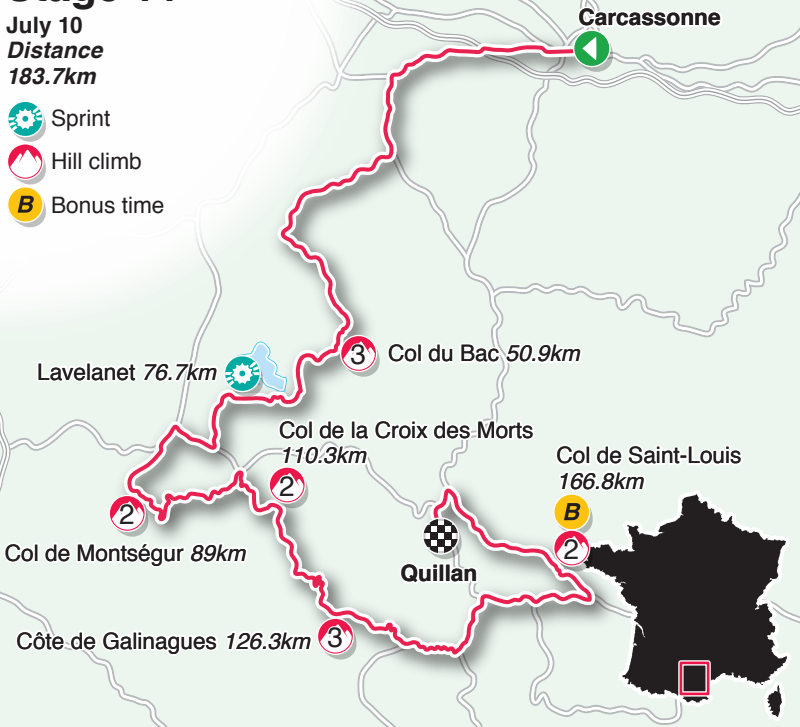 Stage 14
July 10
Distance
183.7km
Sprint
Hill climb
B Bonus time
Carcassonne
3 Col du Bac 50.9km
Lavelanet 76.7km
Col de la Croix des Morts
110.3km
2
Col de Saint-Louis
166.8km
B
2
2
Col de Montségur 89km
Quillan
Côte de Galinagues 126.3km 3